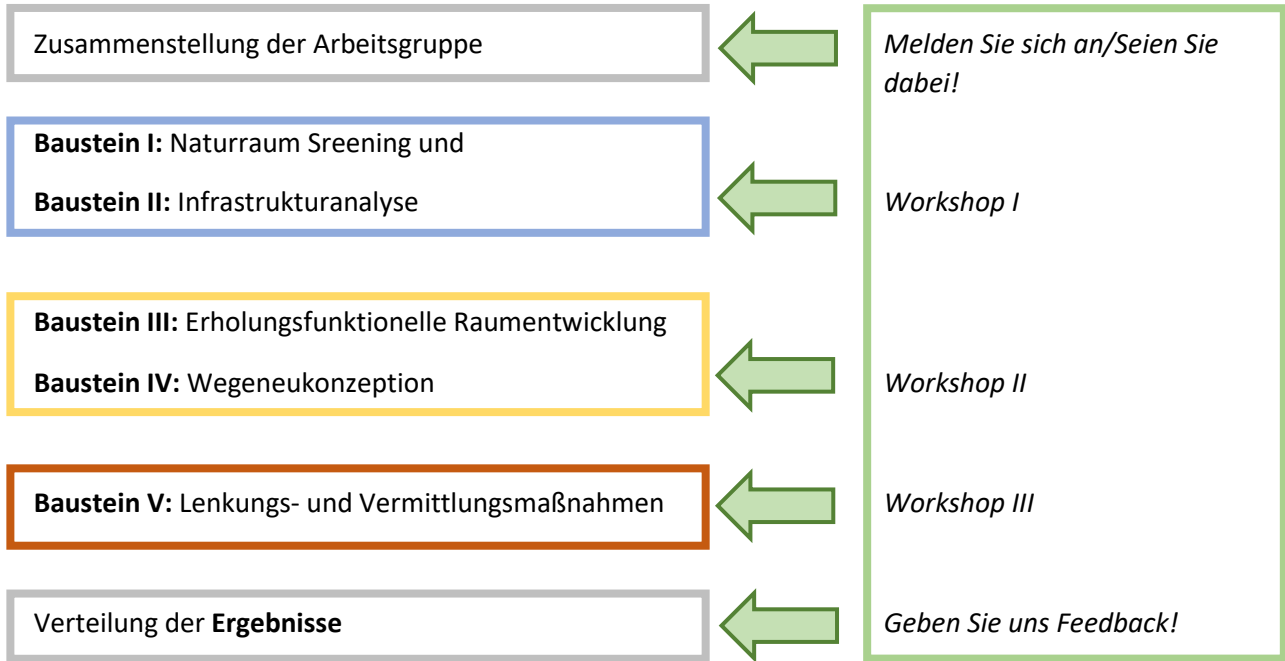 Zusammenstellung der Arbeitsgruppe
Melden Sie sich an/Seien Sie
dabei!
Baustein I: Naturraum Sreening und
Baustein II: Infrastrukturanalyse
Workshop I
Baustein III: Erholungsfunktionelle Raumentwicklung
Baustein IV: Wegeneukonzeption
Workshop II
Baustein V: Lenkungs- und Vermittlungsmaßnahmen
Workshop III
Verteilung der Ergebnisse
Geben Sie uns Feedback!